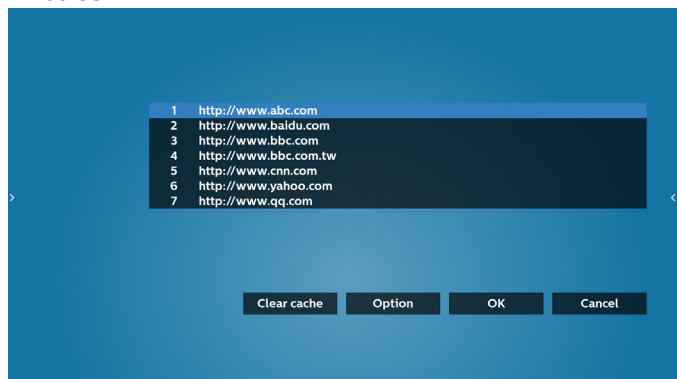 1 http://www.abc.com
2 http://www.baidu.com
3 http://www.bbc.com
4 http://www.bbc.com.tw
5 http://www.cnn.com
6 http://www.yahoo.com
7 http://www.qq.com
› ‹
Clear cache Option OK Cancel